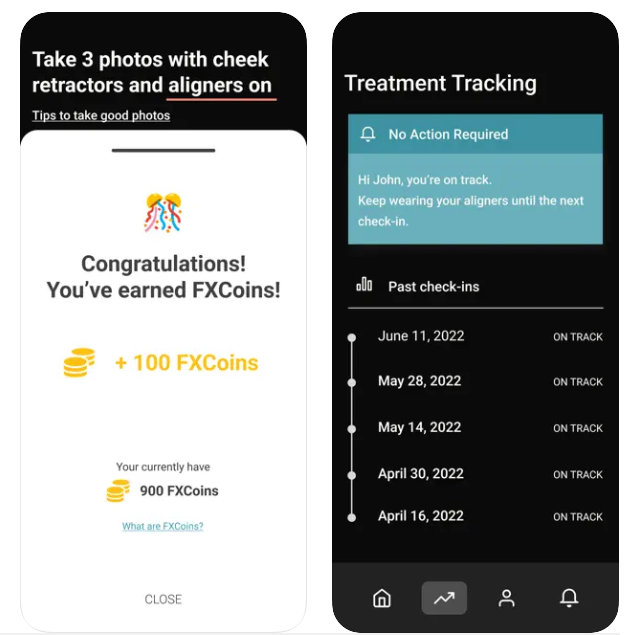 Take 3 photos with cheek
retractors and aligners on
Tips to take good photos
Congratulations!
You've earned FXCoins!
+ 100 FXCoins
Your currently have
900 FXCoins
What are FXCoins?
CLOSE
Treatment Tracking
No Action Required
Hi John, you're on track.
Keep wearing your aligners until the next
check-in.
Past check-ins
June 11, 2022 ON TRACK
May 28, 2022 ON TRACK
May 14, 2022 ON TRACK
April 30, 2022 ON TRACK
April 16, 2022 ON TRACK